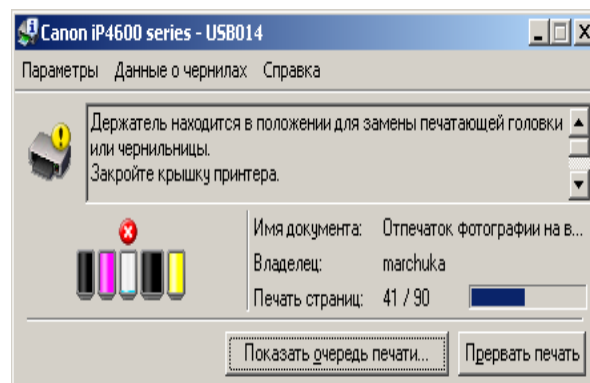 Canon iP4600 series - USB014
Параметры Данные о чернилах Справка
Держатель находится в положении для замены печатающей головки
или чернильницы.
Закройте крышку принтера.
Имя документа: Отпечаток фотографии на в...
Владелец: marchuka
Печать страниц: 41 / 90
Показать очередь печати... Прервать печать